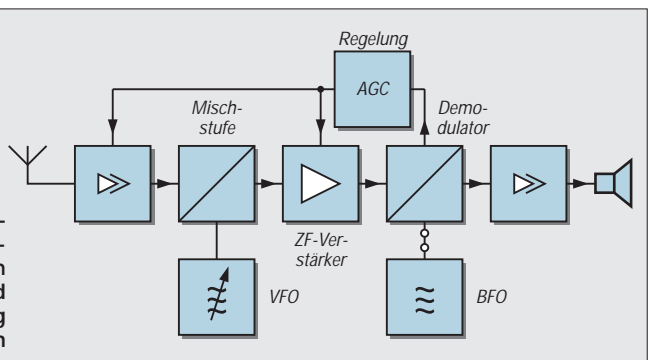 Regelung
AGC
Misch-
stufe
Demo-
dulator
ZF-Ver-
stärker
VFO
BFO